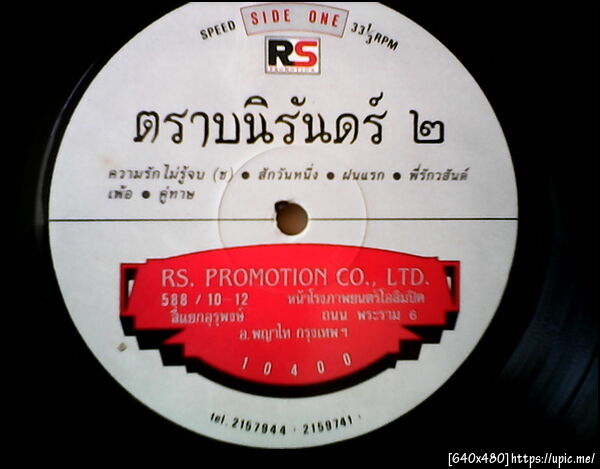 SPEED SIDE ONE 33⅓ RPM
RS
PROMOTION
ตราบนิรันดร์ ๒
ความรักไม่รู้จบ (ช) ● สักวันหนึ่ง ● ฝนแรก ● พี่รักวสันต์
เพ้อ ● คู่ทาษ
RS. PROMOTION CO., LTD.
588 / 10-12 หน้าโรงภาพยนตร์โอลิมปิค
สี่แยกอุรุพงษ์ ถนน พระราม 6
อ.พญาไท กรุงเทพฯ
10400
tel. 2157944 · 2159741
[640x480]https://upic.me/